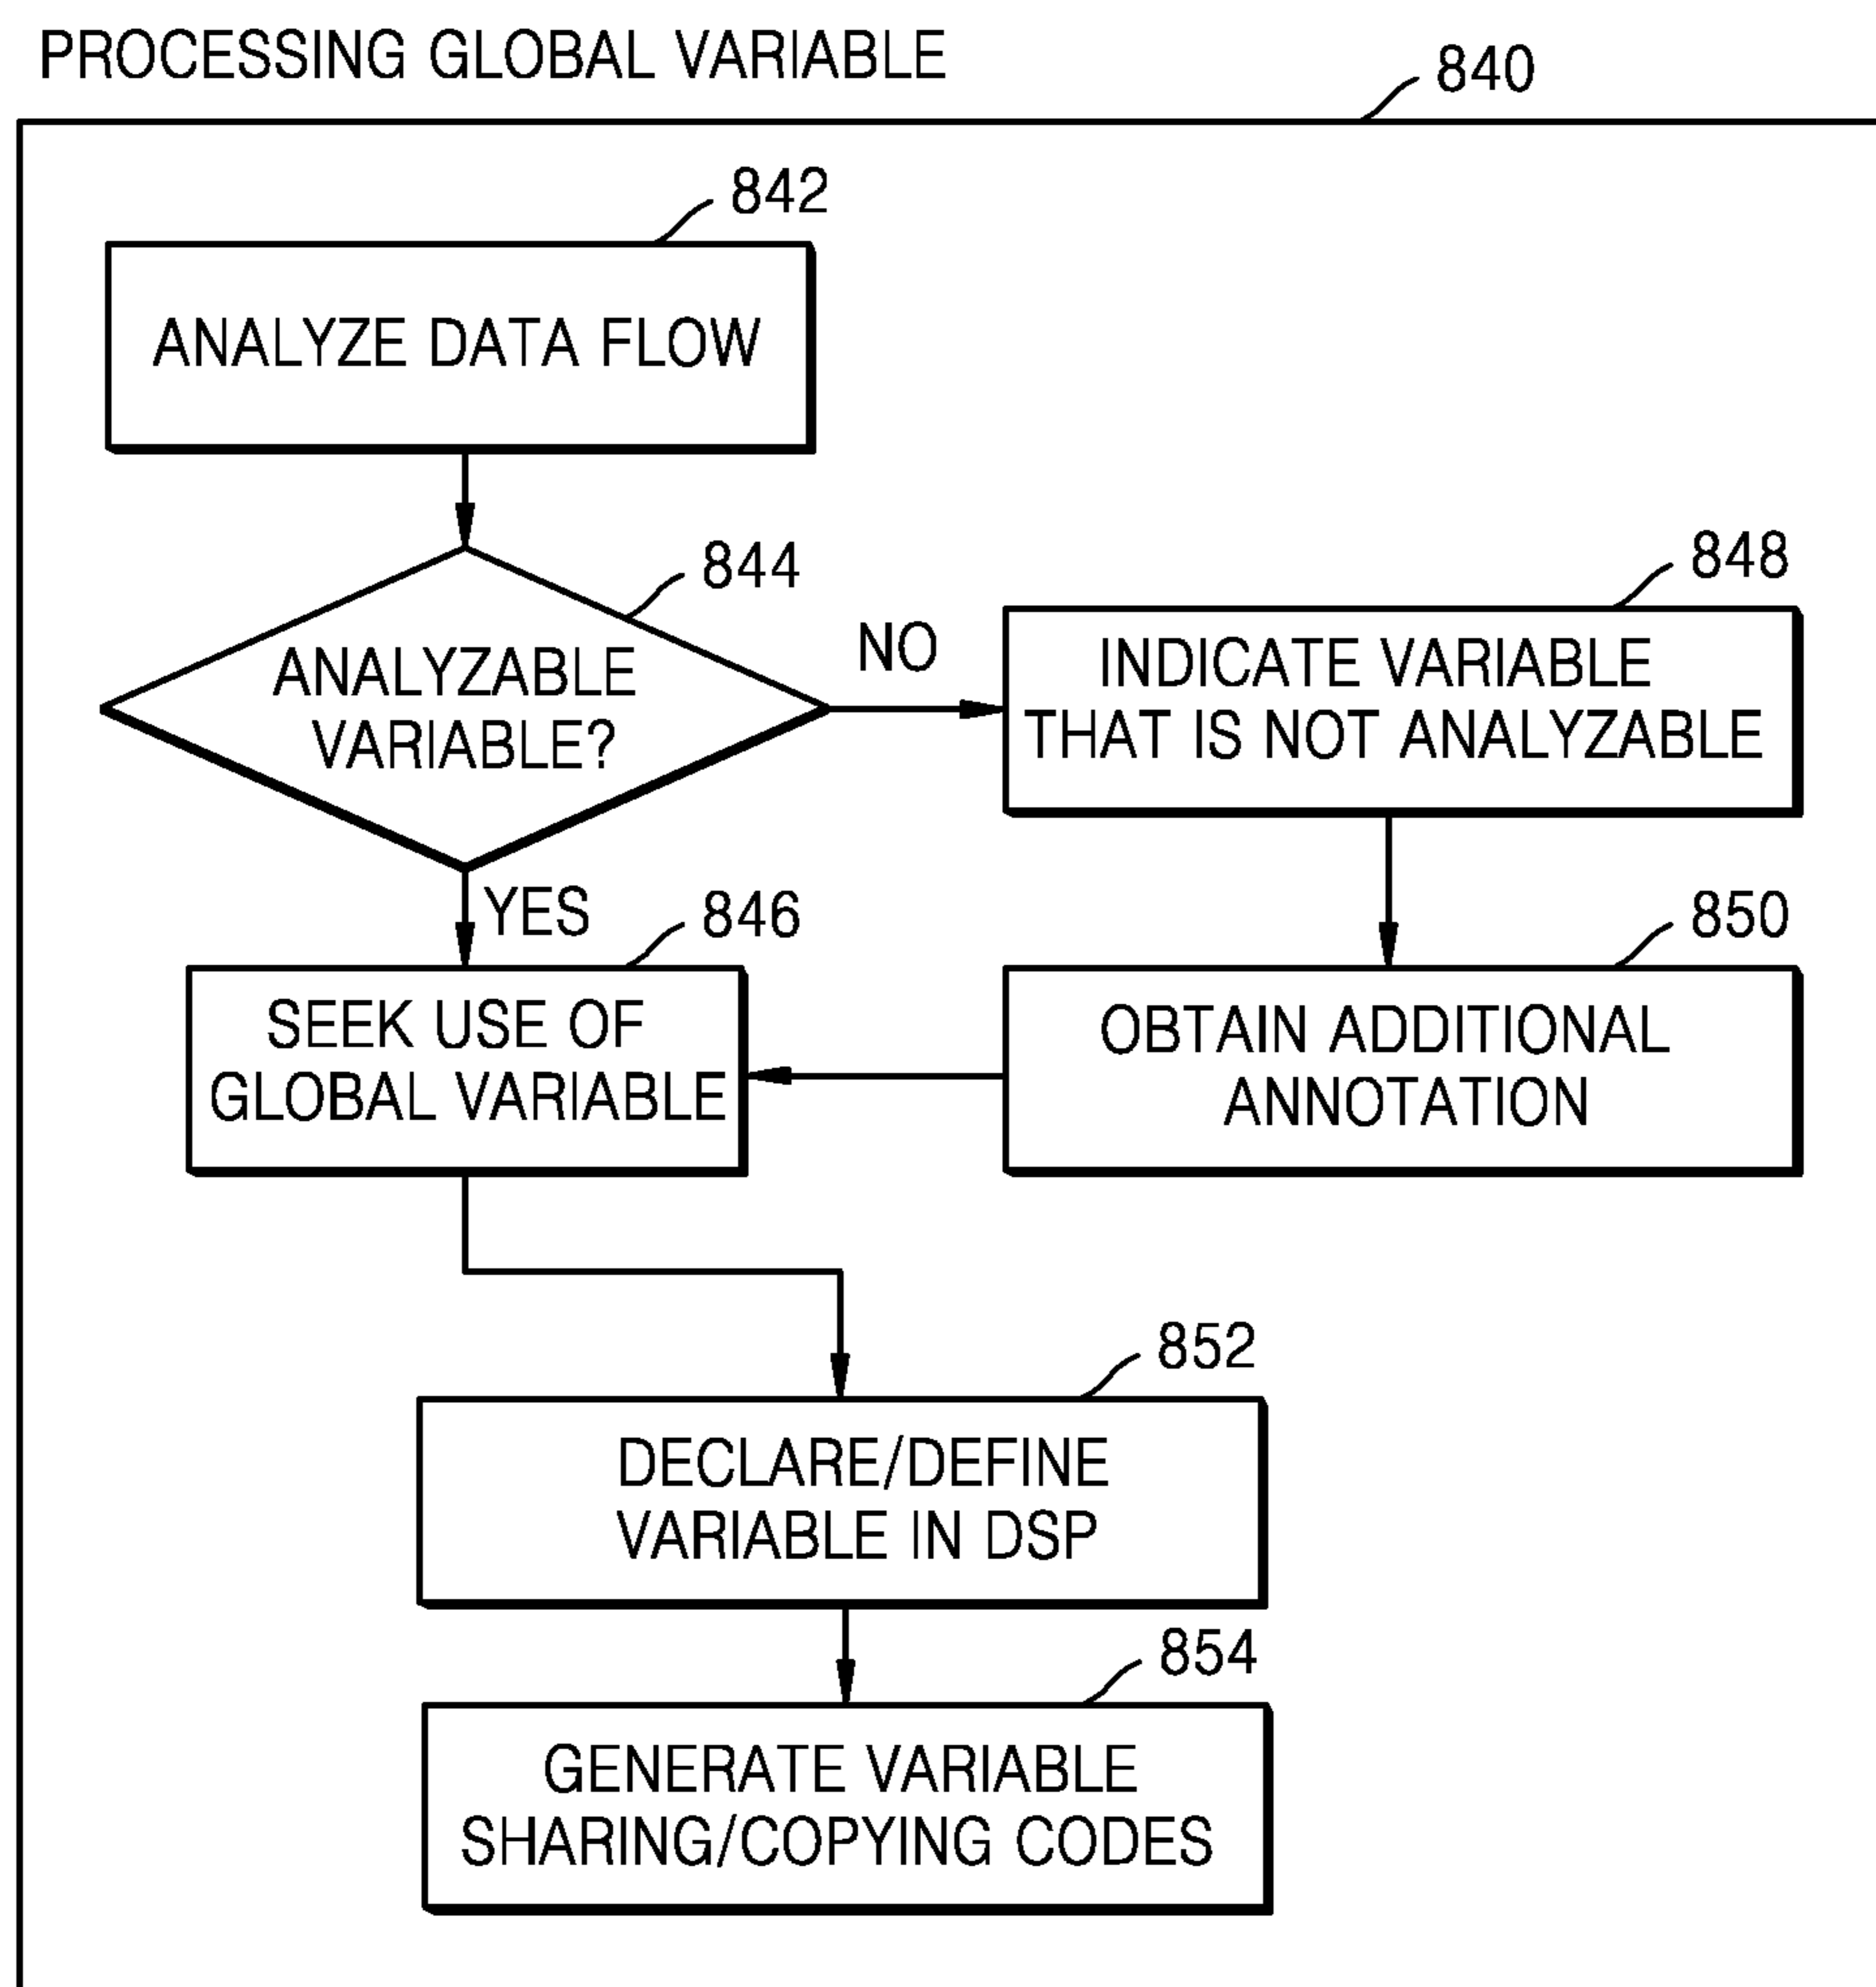 PROCESSING GLOBAL VARIABLE
840
842
ANALYZE DATA FLOW
844
ANALYZABLE
VARIABLE?
NO
848
INDICATE VARIABLE
THAT IS NOT ANALYZABLE
YES
846
SEEK USE OF
GLOBAL VARIABLE
850
OBTAIN ADDITIONAL
ANNOTATION
852
DECLARE/DEFINE
VARIABLE IN DSP
854
GENERATE VARIABLE
SHARING/COPYING CODES